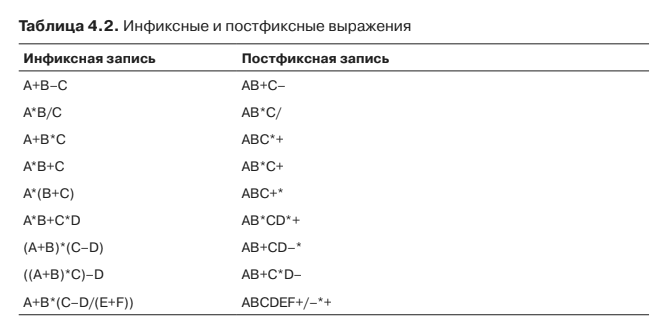 Таблица 4.2. Инфиксные и постфиксные выражения
Инфиксная запись Постфиксная запись
A+B–C AB+C–
A*B/C AB*C/
A+B*C ABC*+
A*B+C AB*C+
A*(B+C) ABC+*
A*B+C*D AB*CD*+
(A+B)*(C–D) AB+CD–*
((A+B)*C)–D AB+C*D–
A+B*(C–D/(E+F)) ABCDEF+/–*+